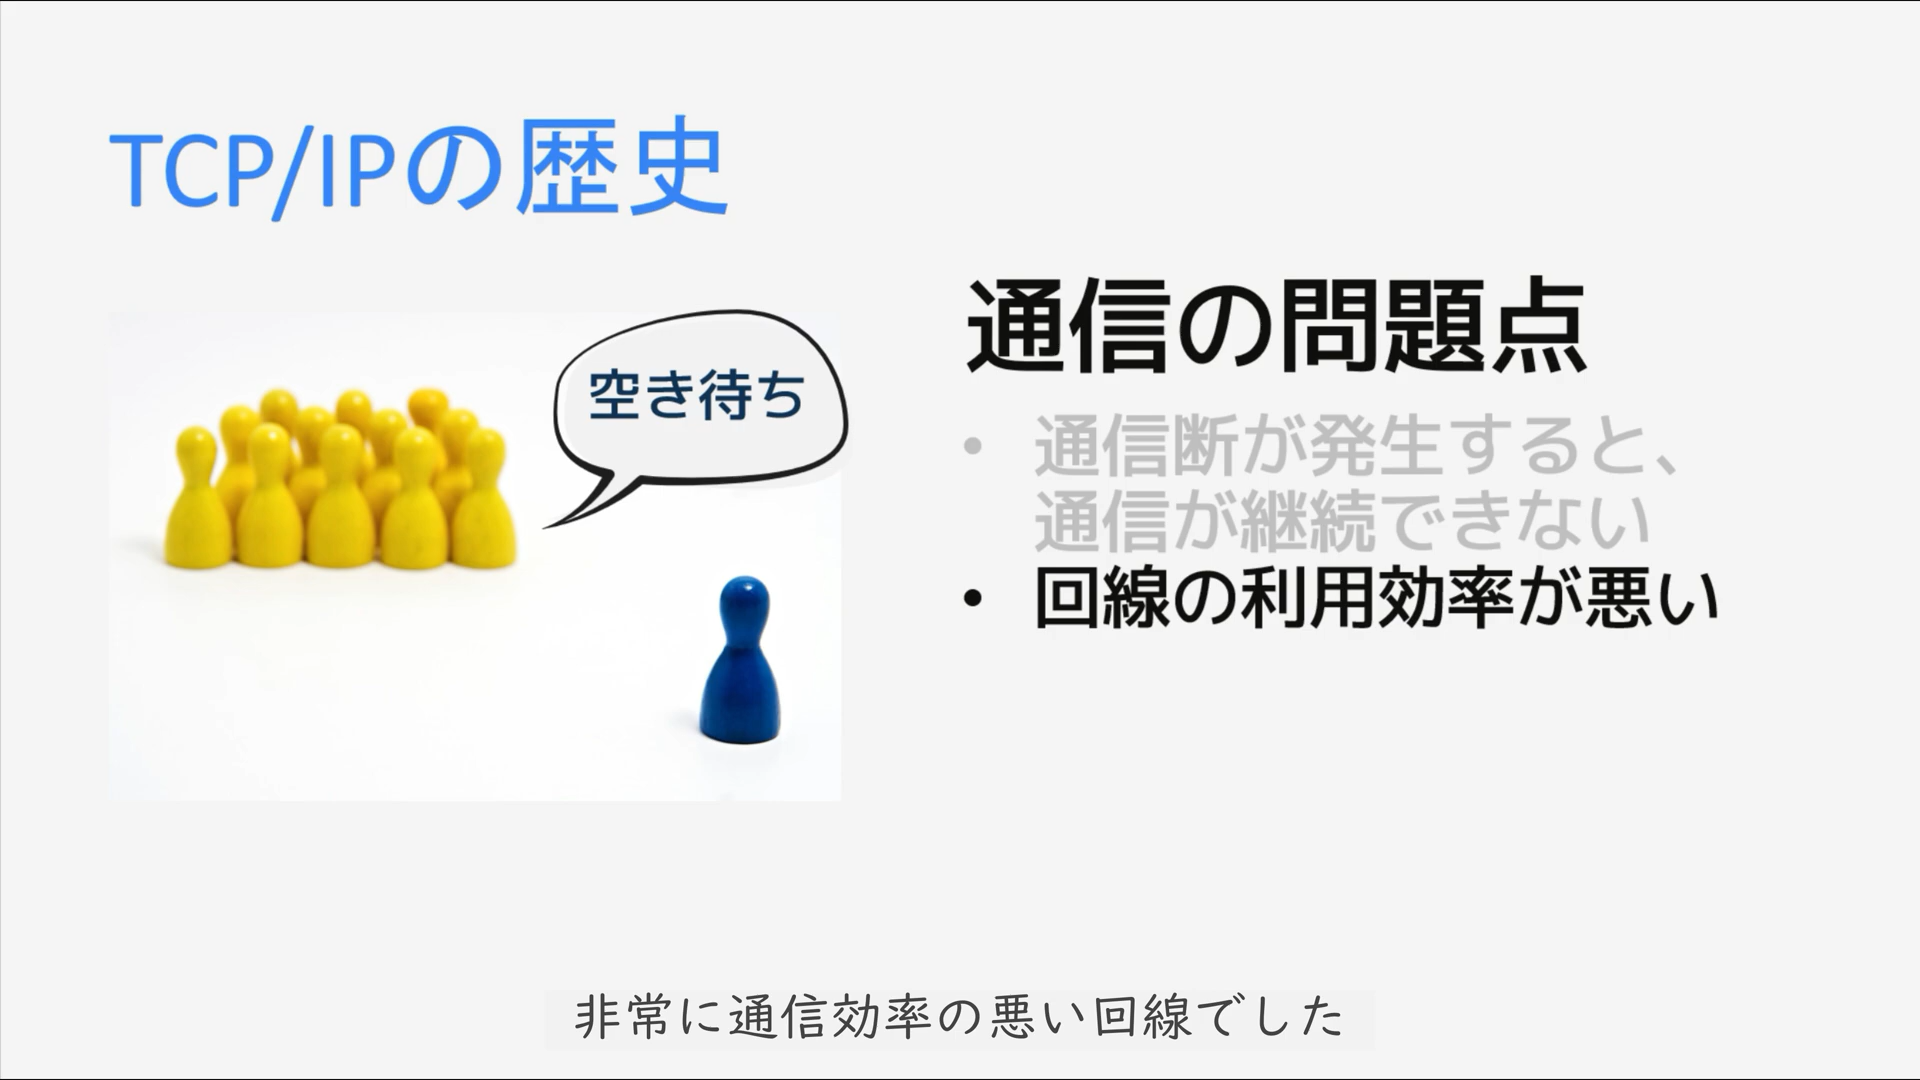 TCP/IPの歴史
空き待ち
通信の問題点
• 通信断が発生すると、
通信が継続できない
• 回線の利用効率が悪い
非常に通信効率の悪い回線でした